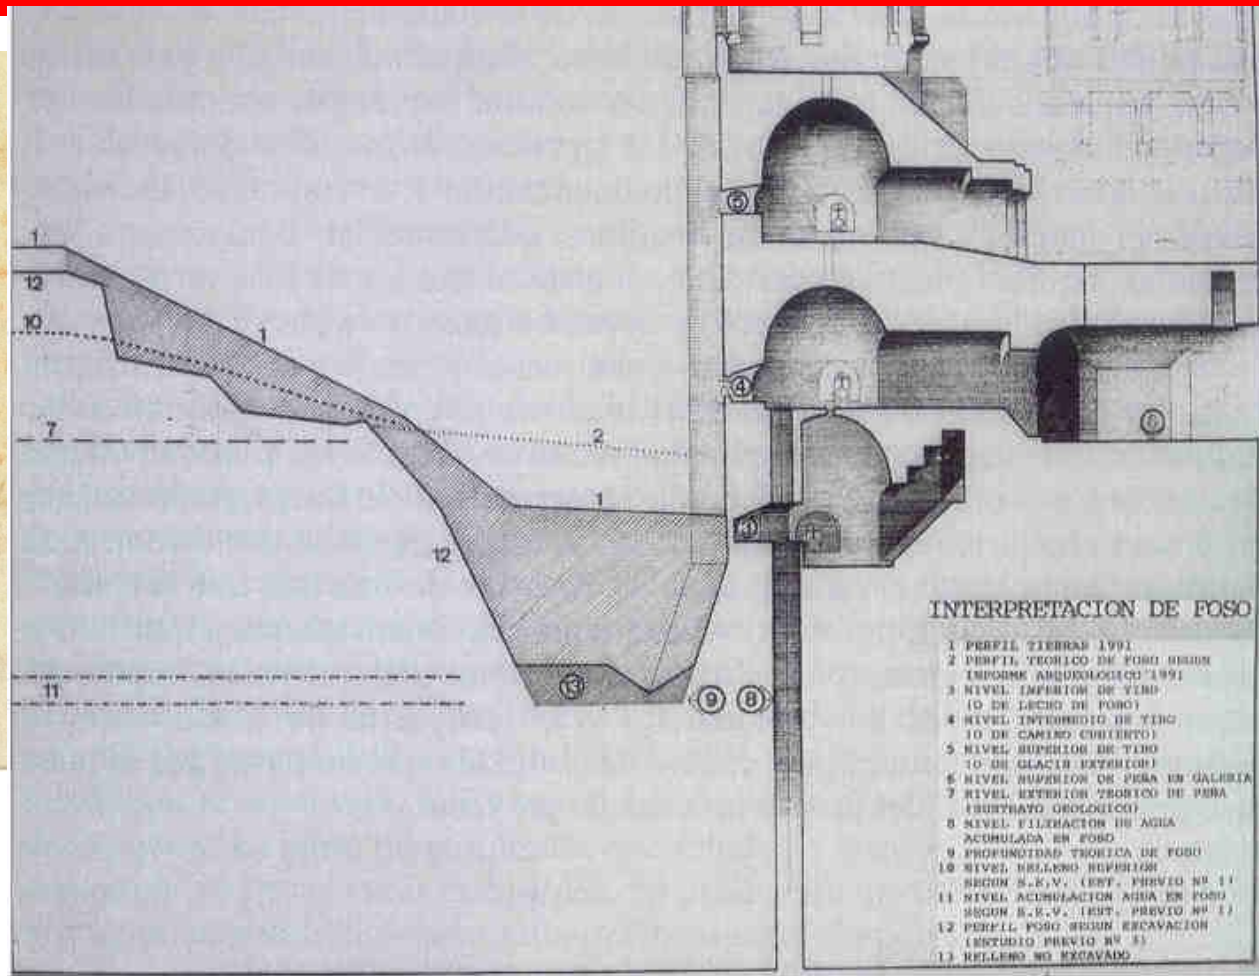 1
12
10
1
7
2
1
12
11
13
9 8
5
4
3
6
INTERPRETACION DE FOSO
1 PERFIL TIERRAS 1991
2 PERFIL TEORICO DE FOSO SEGUN
INFORME ARQUEOLOGICO 1991
3 NIVEL INFERIOR DE TIRO
(O DE LECHO DE FOSO)
4 NIVEL INTERMEDIO DE TIRO
(O DE CAMINO CUBIERTO)
5 NIVEL SUPERIOR DE TIRO
(O DE GLACIS EXTERIOR)
6 NIVEL SUPERIOR DE PEÑA EN GALERIA
7 NIVEL EXTERIOR TEORICO DE PEÑA
(SUSTRATO GEOLOGICO)
8 NIVEL FILTRACION DE AGUA
ACUMULADA EN FOSO
9 PROFUNDIDAD TEORICA DE FOSO
10 NIVEL RELLENO SUPERIOR
SEGUN S.E.V. (EST. PREVIO Nº 1)
11 NIVEL ACUMULACION AGUA EN FOSO
SEGUN S.E.V. (EST. PREVIO Nº 1)
12 PERFIL FOSO SEGUN EXCAVACION
(ESTUDIO PREVIO Nº 3)
13 RELLENO NO EXCAVADO